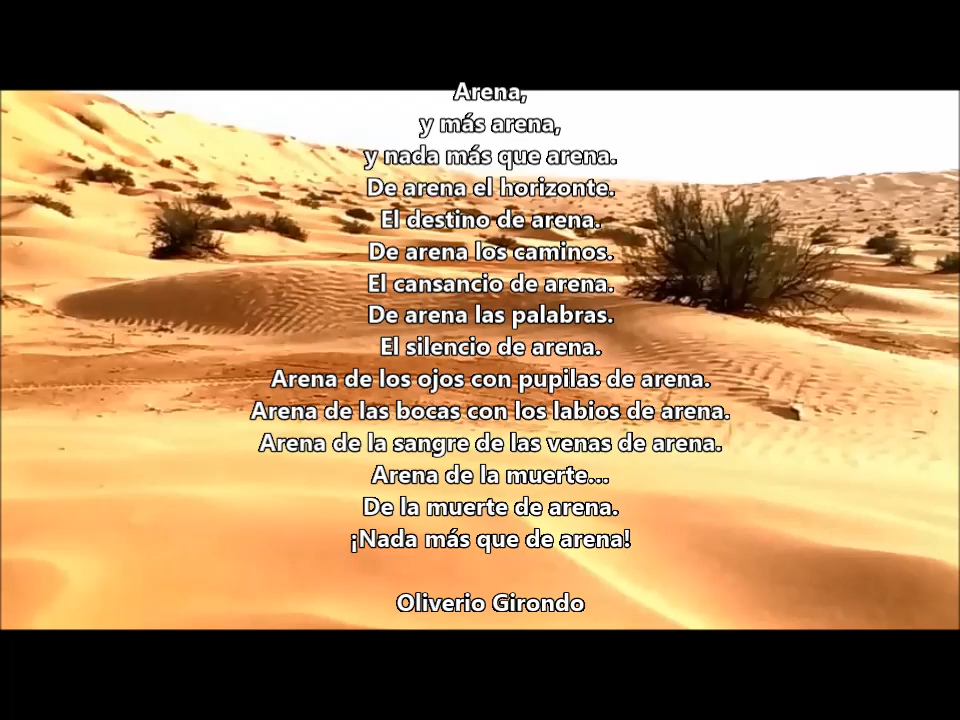 Arena,
y más arena,
y nada más que arena.
De arena el horizonte.
El destino de arena.
De arena los caminos.
El cansancio de arena.
De arena las palabras.
El silencio de arena.
Arena de los ojos con pupilas de arena.
Arena de las bocas con los labios de arena.
Arena de la sangre de las venas de arena.
Arena de la muerte...
De la muerte de arena.
¡Nada más que de arena!
Oliverio Girondo